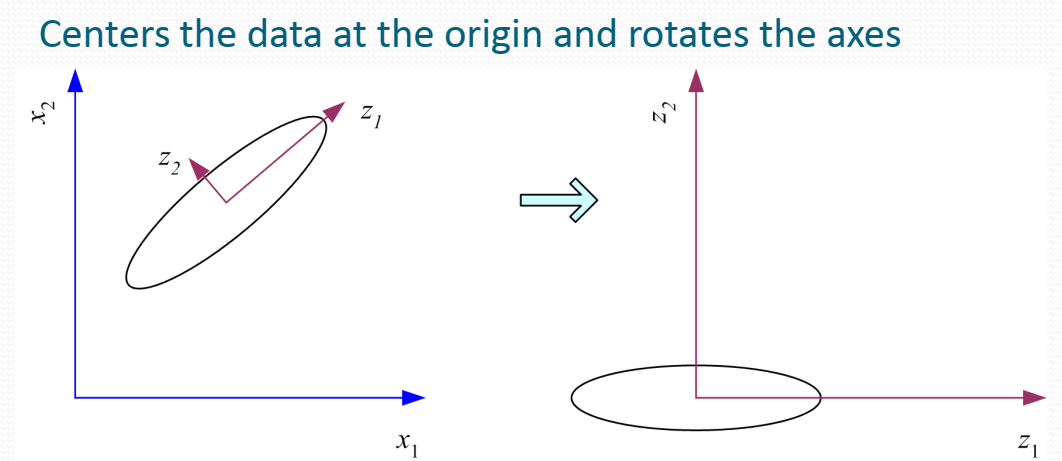 Centers the data at the origin and rotates the axes
x₂
z₁
z₂
x₁
z₂
z₁